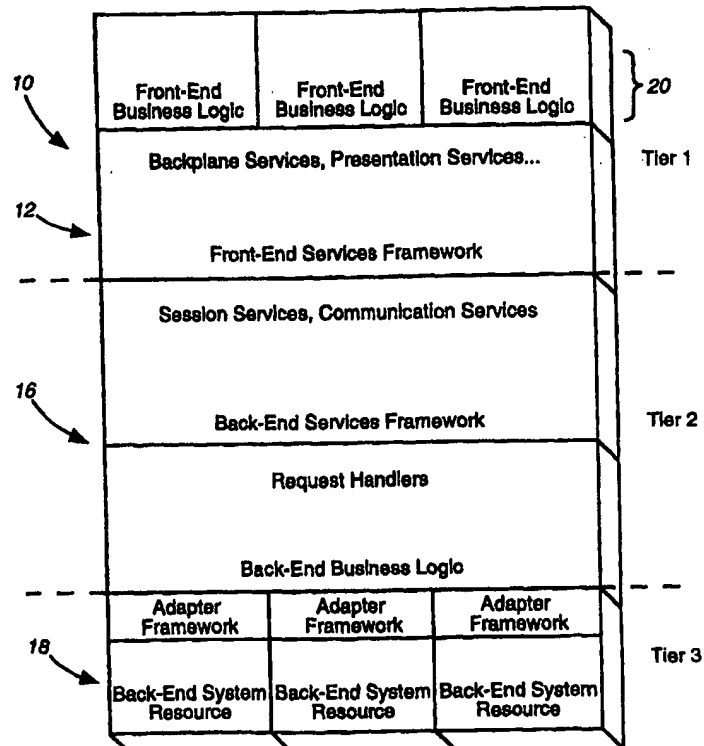 Front-End Business Logic
Front-End Business Logic
Front-End Business Logic
20
10
Backplane Services, Presentation Services...
Tier 1
12
Front-End Services Framework
Session Services, Communication Services
16
Back-End Services Framework
Tier 2
Request Handlers
Back-End Business Logic
Adapter Framework
Adapter Framework
Adapter Framework
18
Tier 3
Back-End System Resource
Back-End System Resource
Back-End System Resource